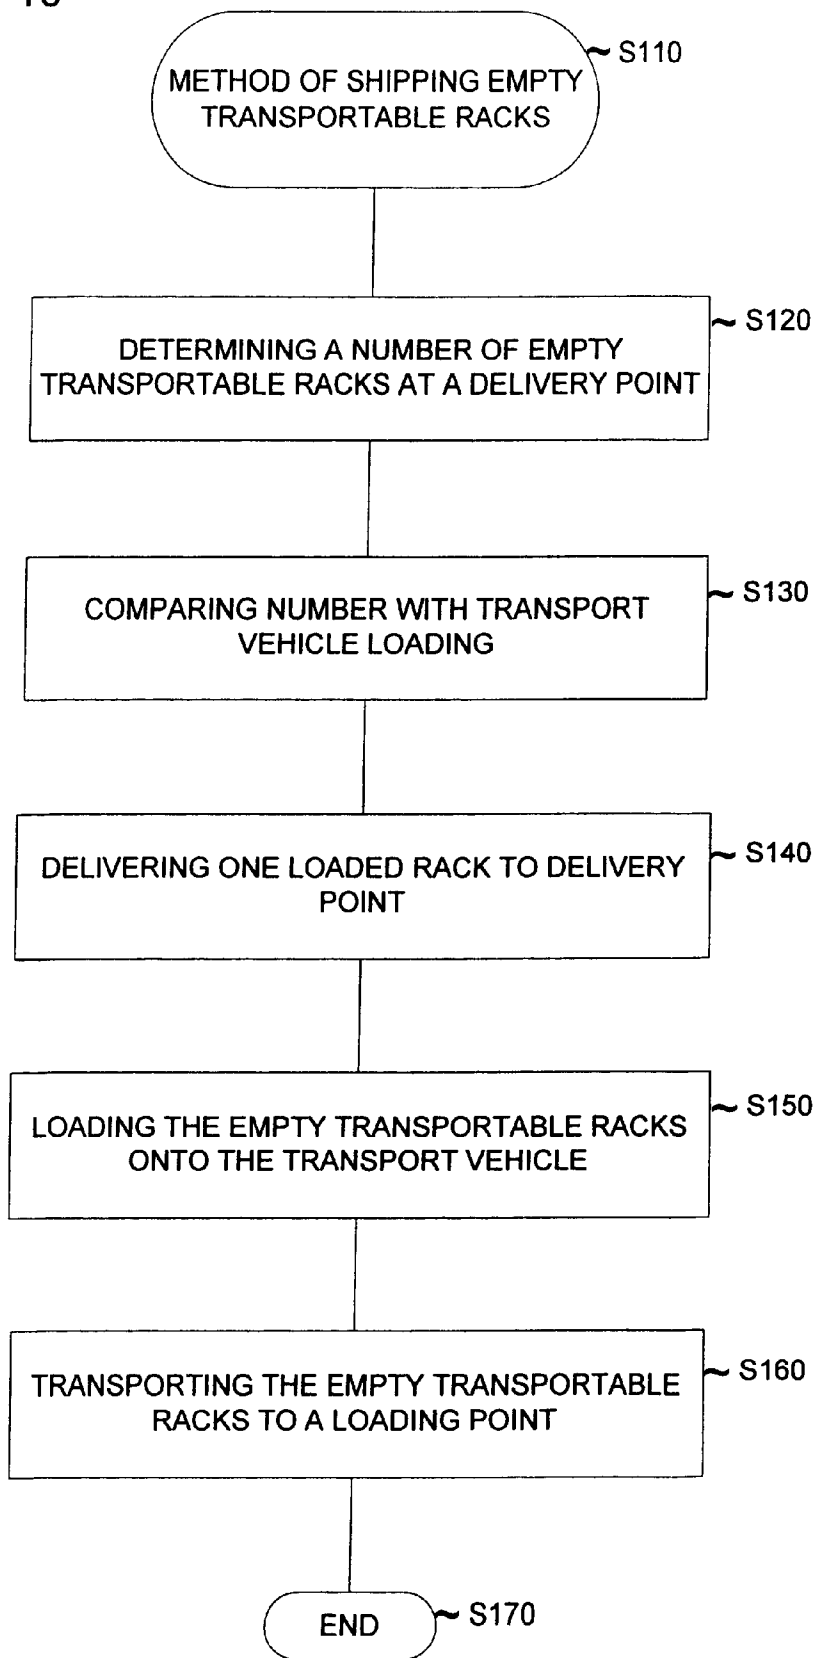 METHOD OF SHIPPING EMPTY
TRANSPORTABLE RACKS
~ S110
DETERMINING A NUMBER OF EMPTY
TRANSPORTABLE RACKS AT A DELIVERY POINT
~ S120
COMPARING NUMBER WITH TRANSPORT
VEHICLE LOADING
~ S130
DELIVERING ONE LOADED RACK TO DELIVERY
POINT
~ S140
LOADING THE EMPTY TRANSPORTABLE RACKS
ONTO THE TRANSPORT VEHICLE
~ S150
TRANSPORTING THE EMPTY TRANSPORTABLE
RACKS TO A LOADING POINT
~ S160
END
~ S170